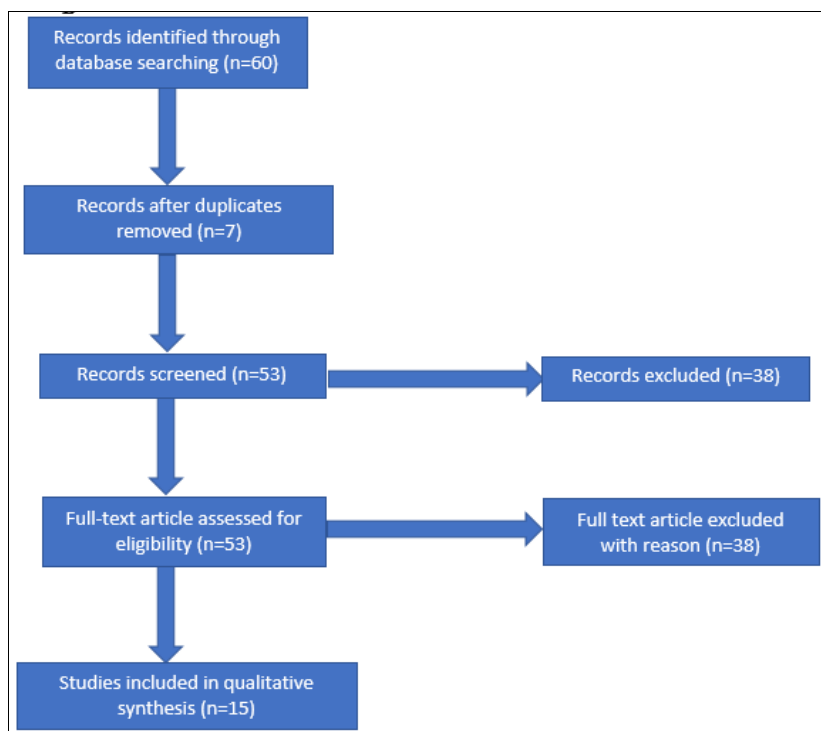 Records identified through
database searching (n=60)
Records after duplicates
removed (n=7)
Records screened (n=53)
Records excluded (n=38)
Full-text article assessed for
eligibility (n=53)
Full text article excluded
with reason (n=38)
Studies included in qualitative
synthesis (n=15)